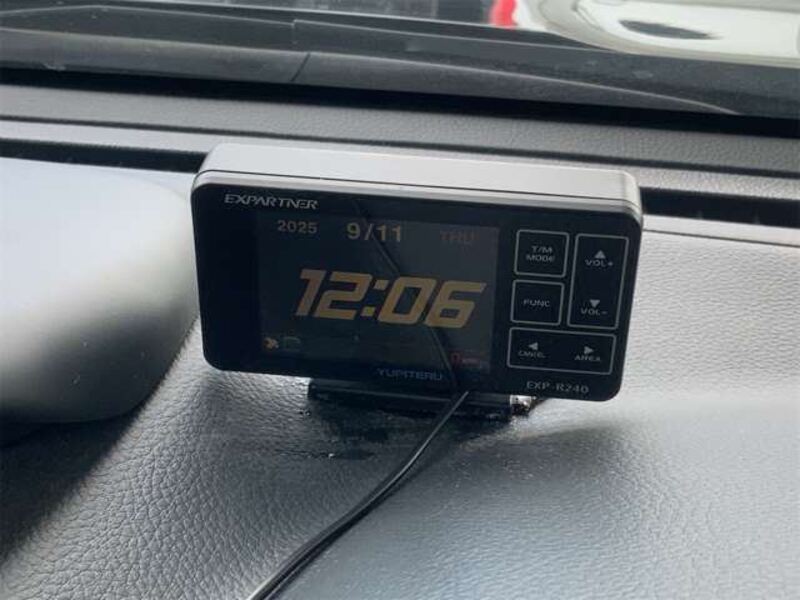 EXPARTNER
2025 9/11 THU
12:06
T/M
MODE
FUNC
▲
VOL+
▼
VOL-
◀ ▶
CANCEL AREA
YUPITERU
EXP-R240